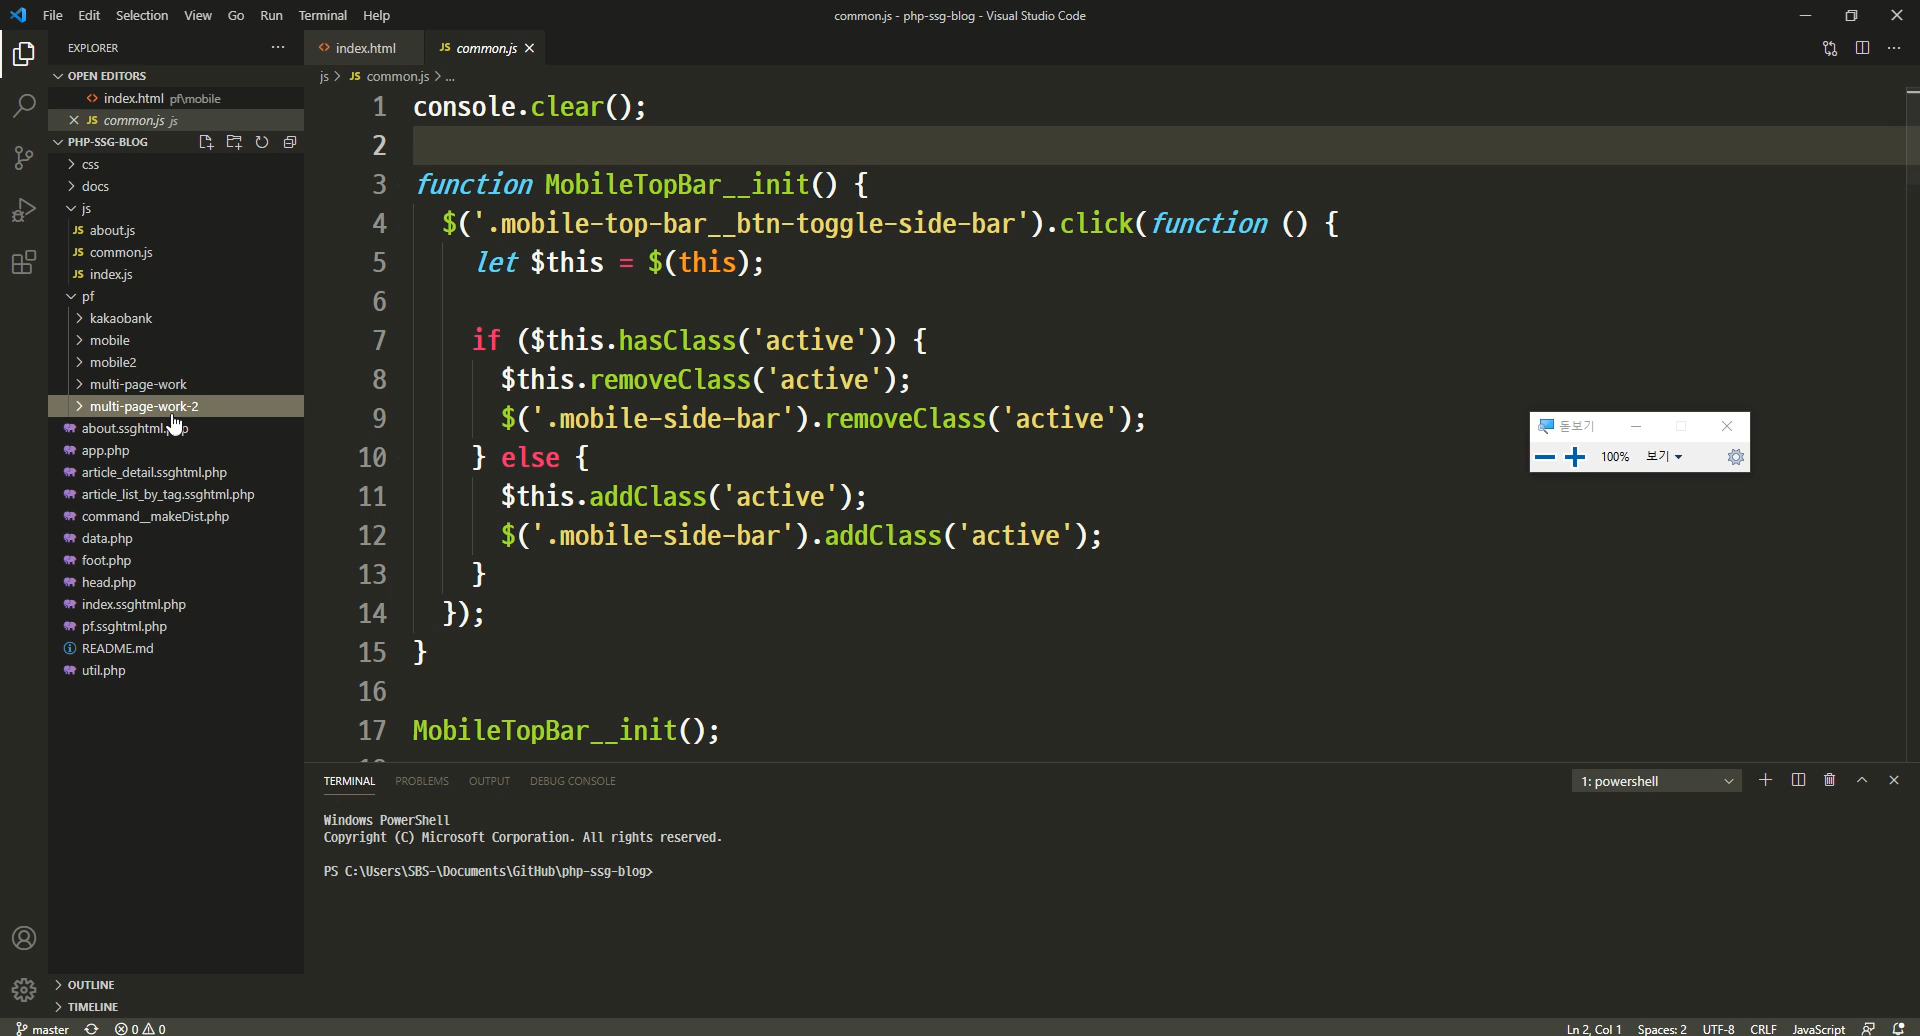 File Edit Selection View Go Run Terminal Help
common.js - php-ssg-blog - Visual Studio Code
EXPLORER
index.html
JS common.js
js > JS common.js > ...
OPEN EDITORS
index.html pf\mobile
JS common.js js
PHP-SSG-BLOG
css
docs
js
JS about.js
JS common.js
JS index.js
pf
kakaobank
mobile
mobile2
multi-page-work
multi-page-work-2
about.ssghtml.
app.php
article_detail.ssghtml.php
article_list_by_tag.ssghtml.php
command__makeDist.php
data.php
foot.php
head.php
index.ssghtml.php
pf.ssghtml.php
README.md
util.php
OUTLINE
TIMELINE
1 console.clear();
2
3 function MobileTopBar__init() {
4 $('.mobile-top-bar__btn-toggle-side-bar').click(function () {
5 let $this = $(this);
6
7 if ($this.hasClass('active')) {
8 $this.removeClass('active');
9 $('.mobile-side-bar').removeClass('active');
10 } else {
11 $this.addClass('active');
12 $('.mobile-side-bar').addClass('active');
13 }
14 });
15 }
16
17 MobileTopBar__init();
돋보기
100% 보기
TERMINAL PROBLEMS OUTPUT DEBUG CONSOLE
1: powershell
Windows PowerShell
Copyright (C) Microsoft Corporation. All rights reserved.
PS C:\Users\SBS-\Documents\GitHub\php-ssg-blog>
master 0 0
Ln 2, Col 1 Spaces: 2 UTF-8 CRLF JavaScript